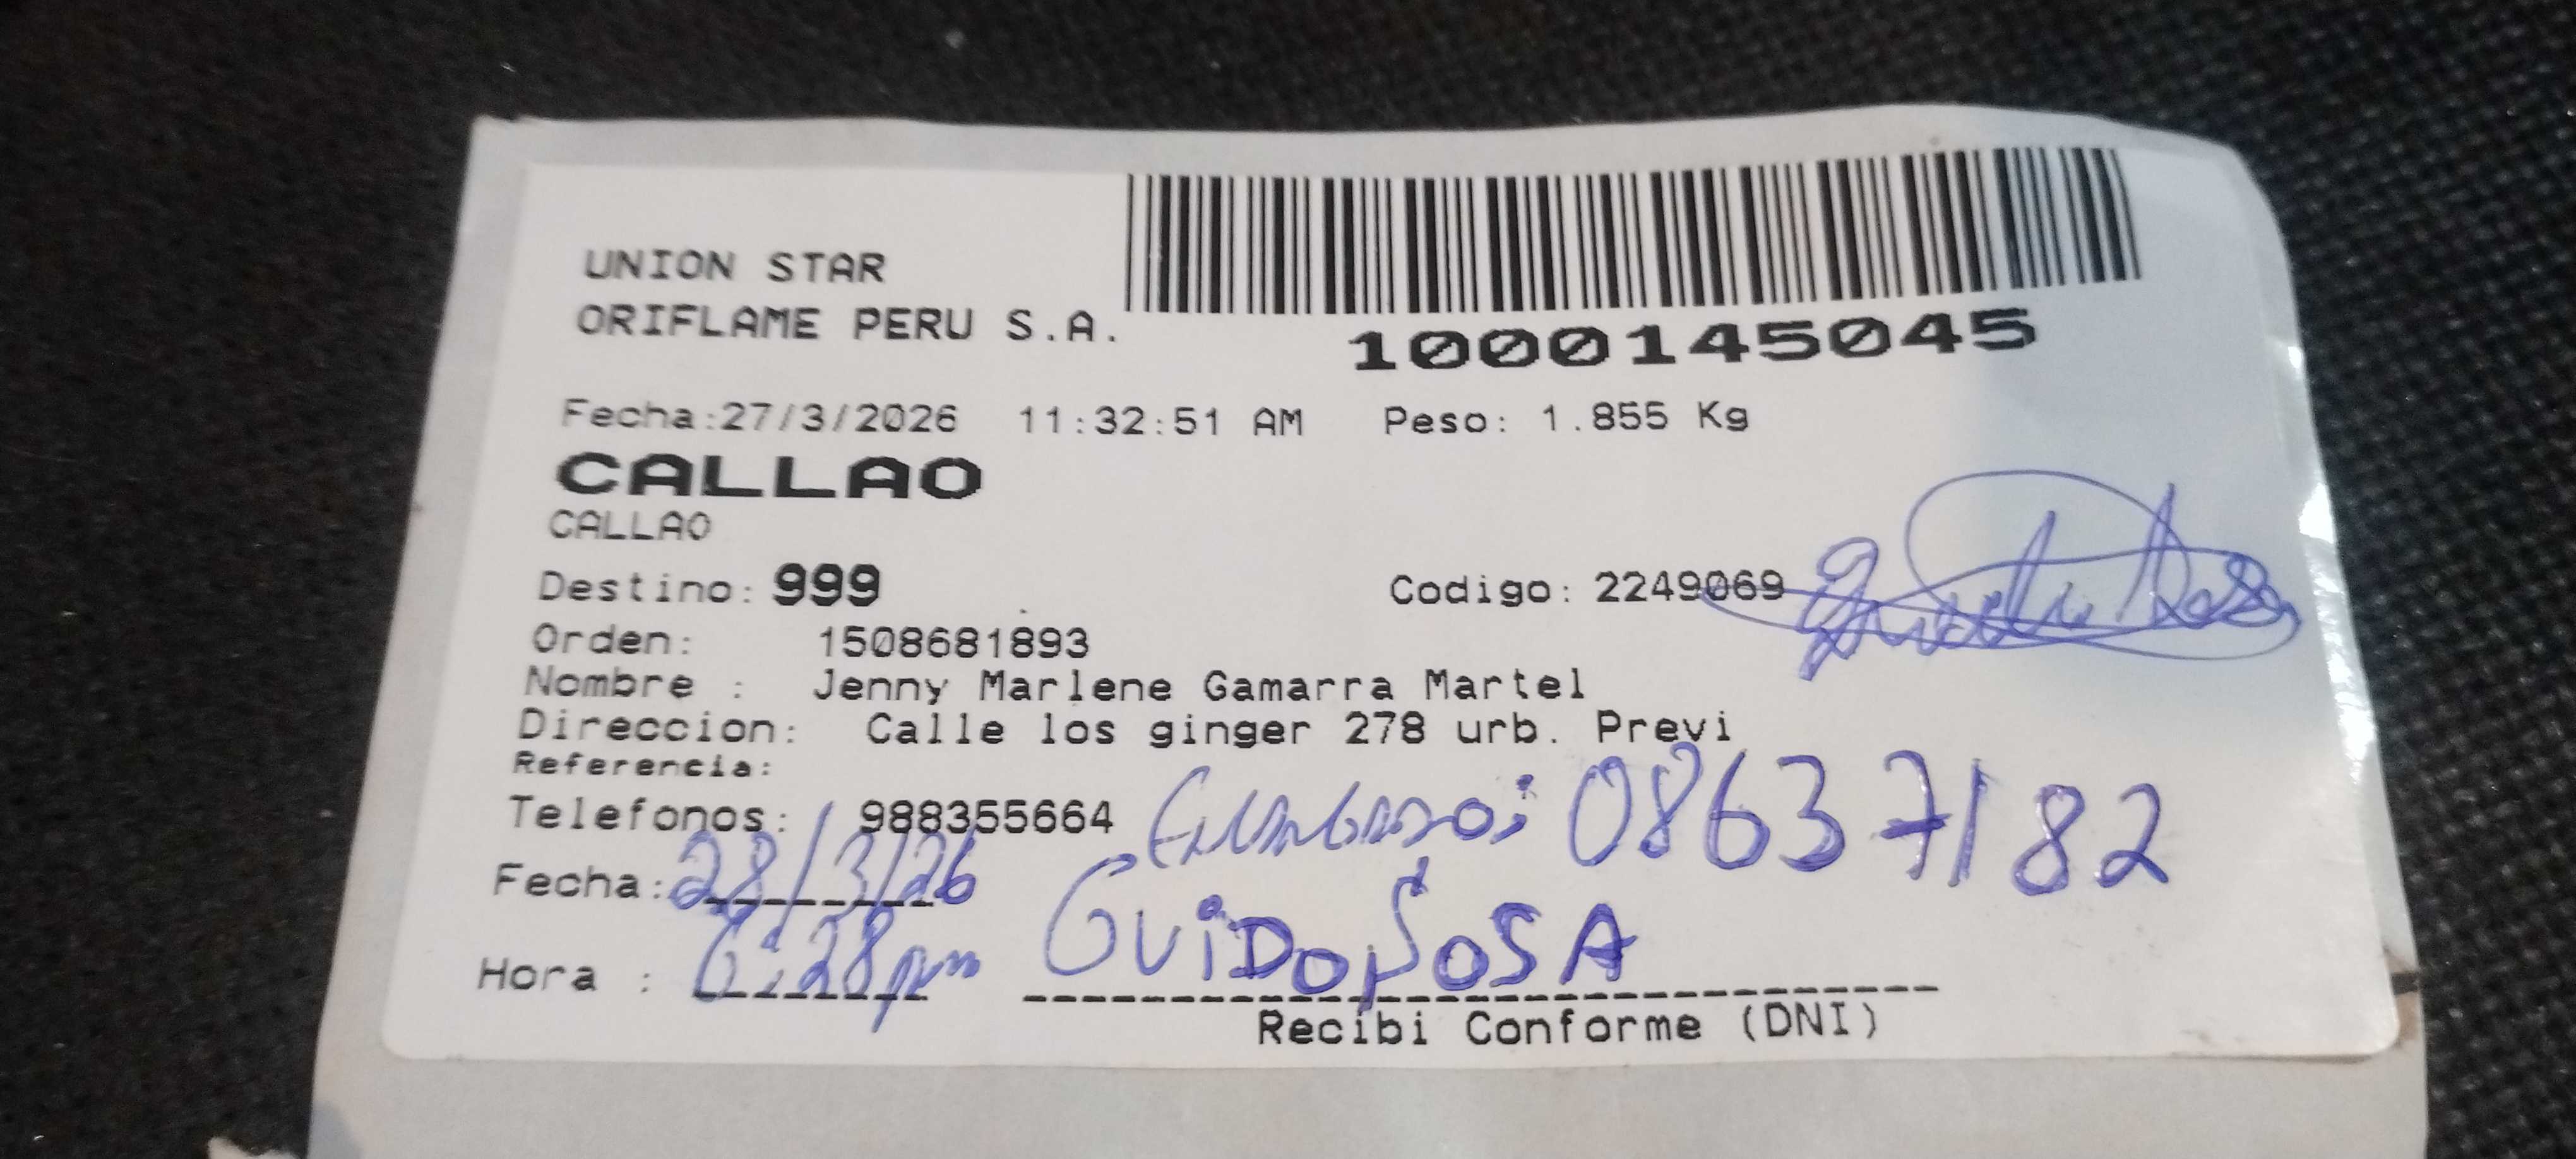 UNION STAR
ORIFLAME PERU S.A.
1000145045
Fecha:27/3/2026 11:32:51 AM Peso: 1.855 Kg
CALLAO
CALLAO
Destino: 999 Codigo: 2249069
Orden: 1508681893
Nombre : Jenny Marlene Gamarra Martel
Direccion: Calle los ginger 278 urb. Previ
Referencia:
Telefonos: 988355664 08637182
Fecha: 28/3/26
Hora : 6:28pm GUIDO SOSA
Recibi Conforme (DNI)